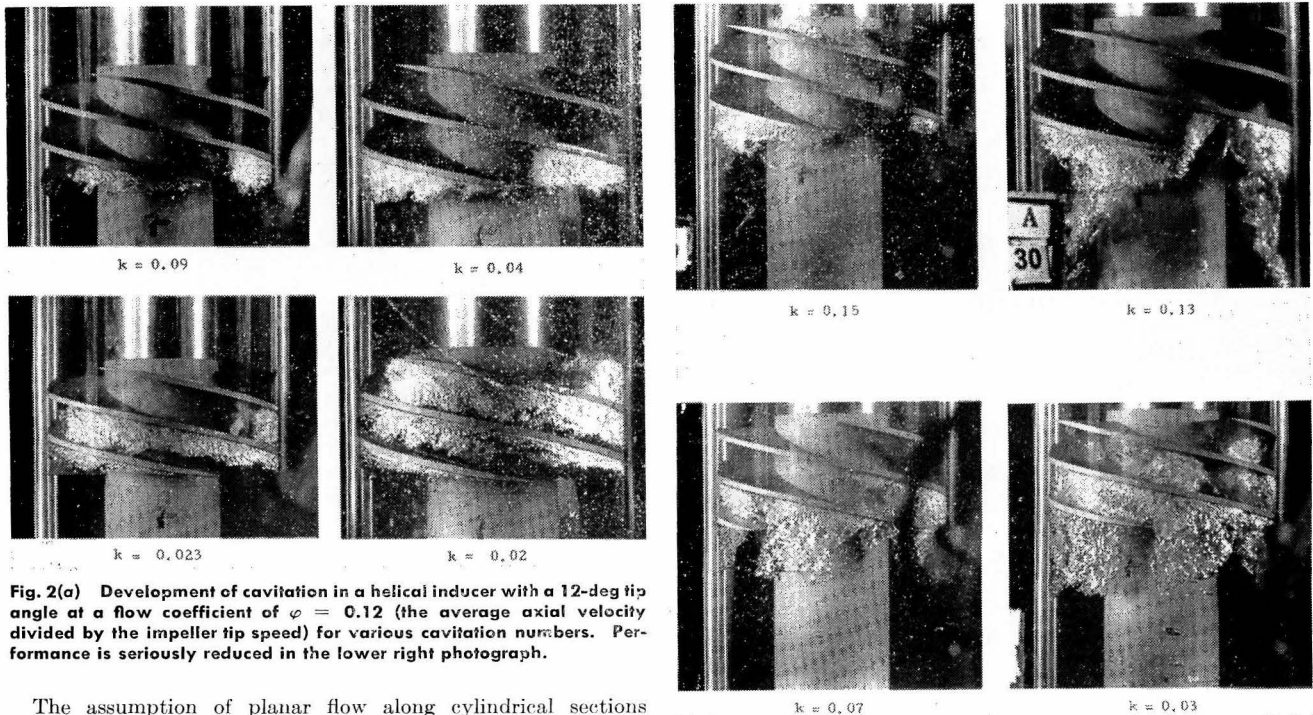 k = 0.09
k = 0.04
k = 0.023
k = 0.02
Fig. 2(a) Development of cavitation in a helical inducer with a 12-deg tip
angle at a flow coefficient of φ = 0.12 (the average axial velocity
divided by the impeller tip speed) for various cavitation numbers. Per-
formance is seriously reduced in the lower right photograph.
The assumption of planar flow along cylindrical sections
A
30
k = 0.15
k = 0.13
k = 0.07
k = 0.03